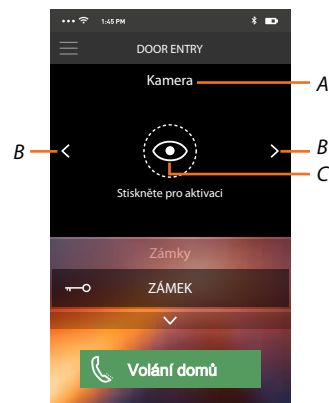 1:45 PM
DOOR ENTRY
Kamera
A
B
B
C
Stiskněte pro aktivaci
Zámky
ZÁMEK
Volání domů